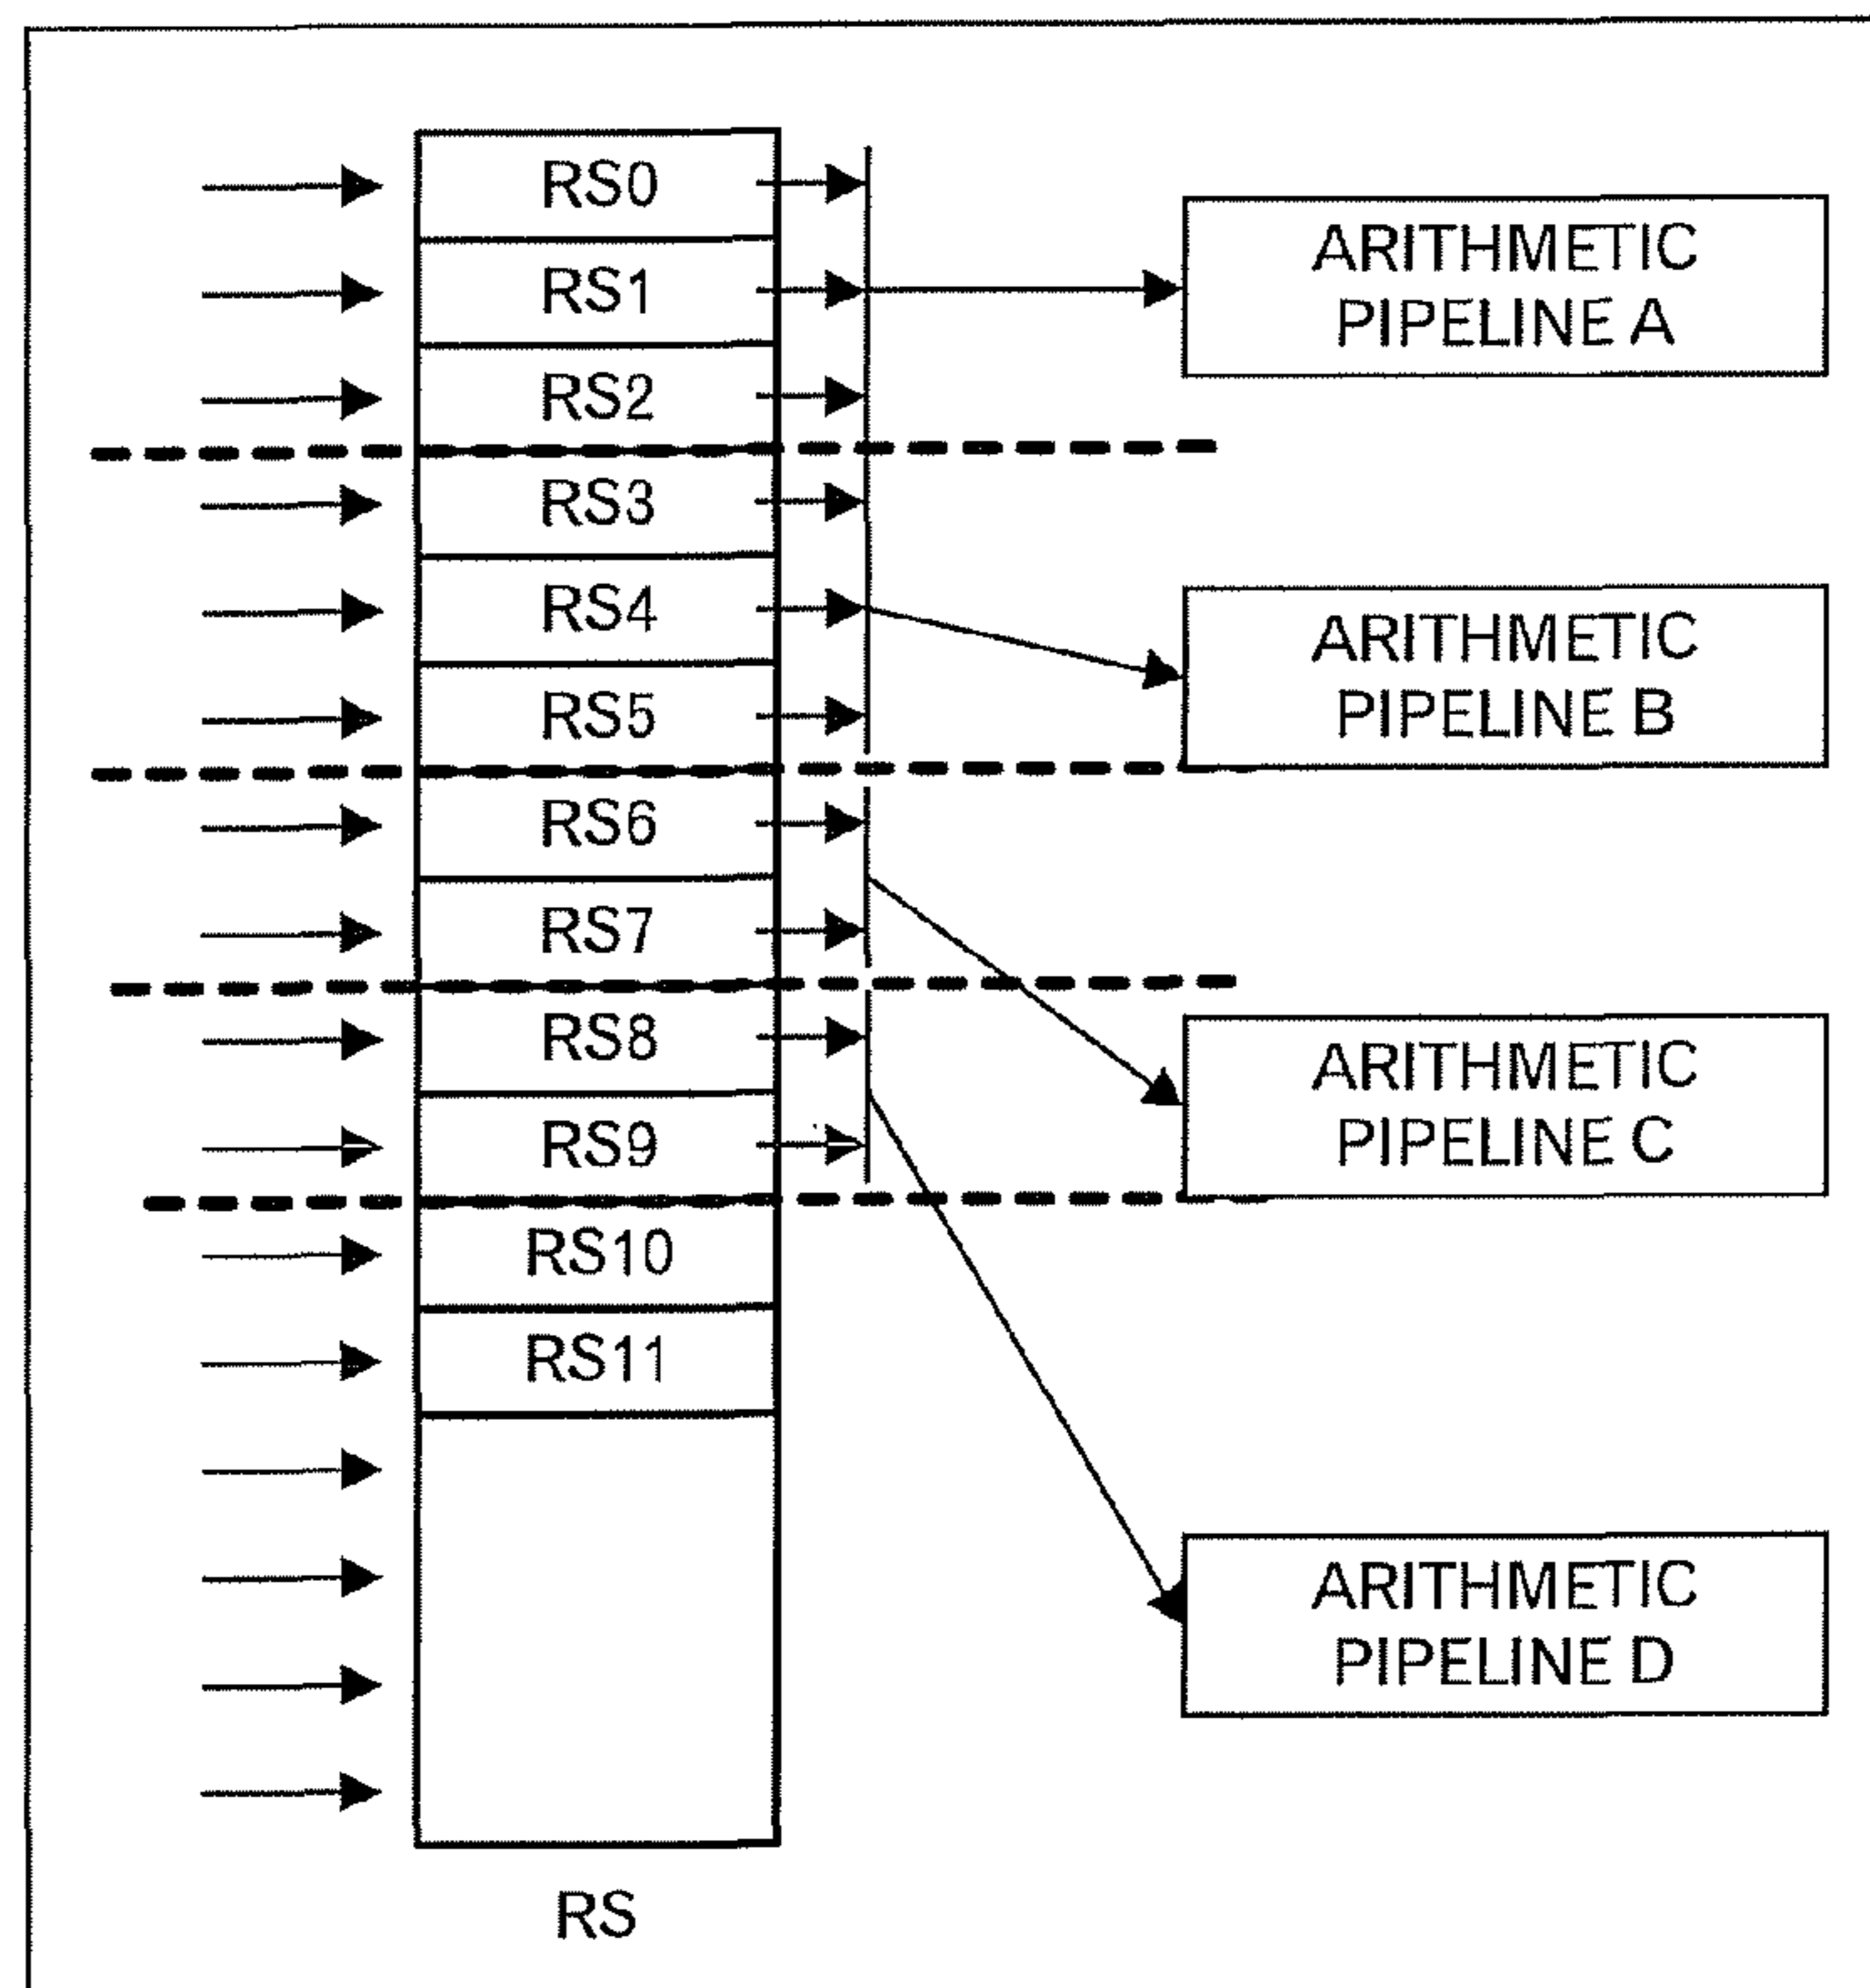 RS0
RS1
RS2
RS3
RS4
RS5
RS6
RS7
RS8
RS9
RS10
RS11
RS
ARITHMETIC
PIPELINE A
ARITHMETIC
PIPELINE B
ARITHMETIC
PIPELINE C
ARITHMETIC
PIPELINE D